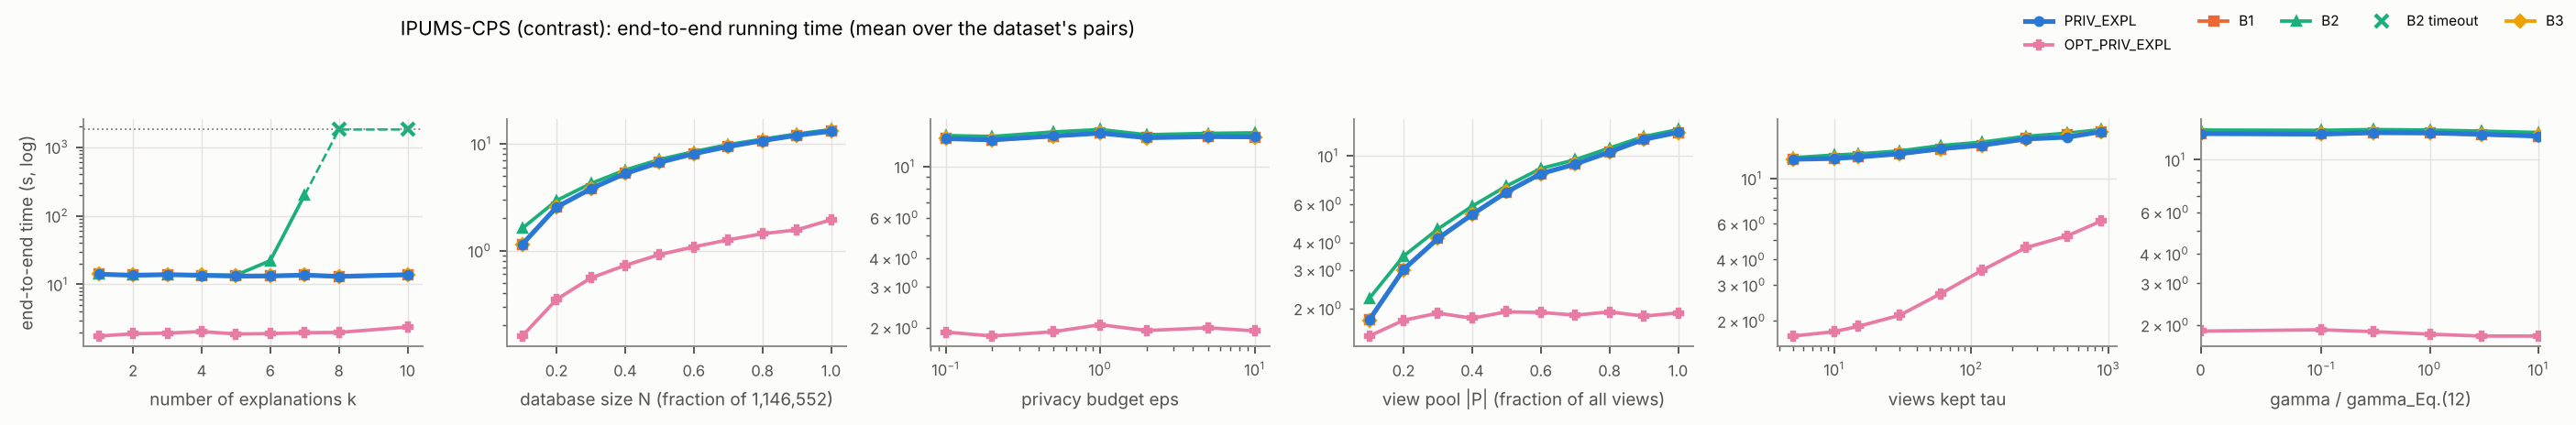 IPUMS-CPS (contrast): end-to-end running time (mean over the dataset's pairs)
PRIV_EXPL
B1
B2
B2 timeout
B3
OPT_PRIV_EXPL
end-to-end time (s, log)
10³
10²
10¹
2
4
6
8
10
number of explanations k
10¹
10⁰
0.2
0.4
0.6
0.8
1.0
database size N (fraction of 1,146,552)
10¹
6 × 10⁰
4 × 10⁰
3 × 10⁰
2 × 10⁰
10⁻¹
10⁰
10¹
privacy budget eps
10¹
6 × 10⁰
4 × 10⁰
3 × 10⁰
2 × 10⁰
0.2
0.4
0.6
0.8
1.0
view pool |P| (fraction of all views)
10¹
6 × 10⁰
4 × 10⁰
3 × 10⁰
2 × 10⁰
10¹
10²
10³
views kept tau
10¹
6 × 10⁰
4 × 10⁰
3 × 10⁰
2 × 10⁰
0
10⁻¹
10⁰
10¹
gamma / gamma_Eq.(12)